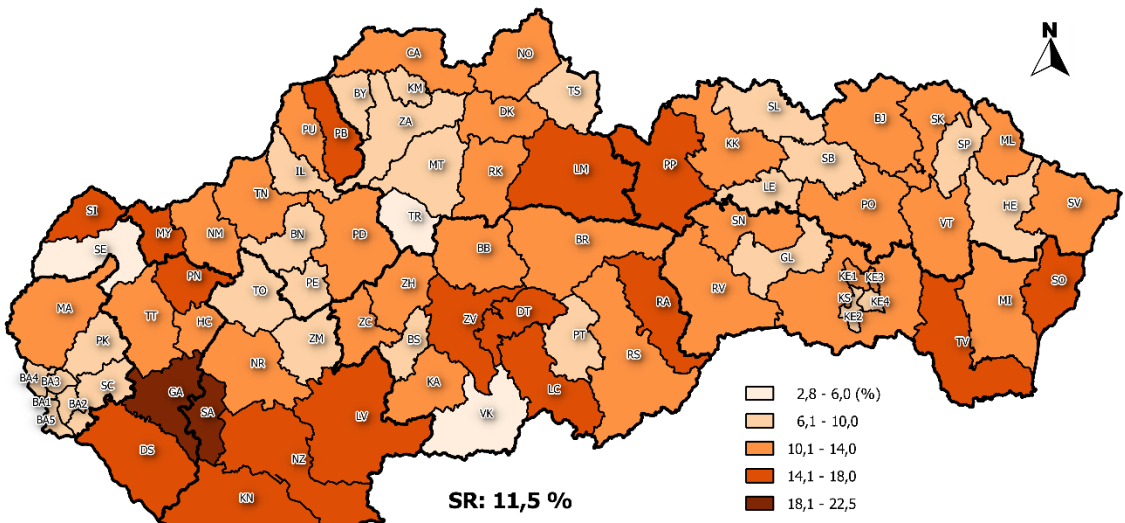 N
CA
NO
BY
KM
TS
SL
ZA
DK
BJ
SK
PU
PB
KK
SP
ML
MT
RK
LM
PP
SB
IL
LE
TN
HE
SV
SI
TR
PO
MY
NM
BN
PD
SN
VT
SE
BB
BR
GL
PN
PE
ZH
KE1
KE3
SO
TO
RV
MA
KS
KE4
MI
TT
HC
ZC
ZV
DT
RA
KE2
PK
ZM
BS
PT
TV
NR
RS
BA4
BA3
SC
GA
KA
LC
BA1
BA2
SA
LV
VK
BA5
DS
NZ
KN
2,8 - 6,0 (%)
6,1 - 10,0
10,1 - 14,0
14,1 - 18,0
18,1 - 22,5
SR: 11,5 %